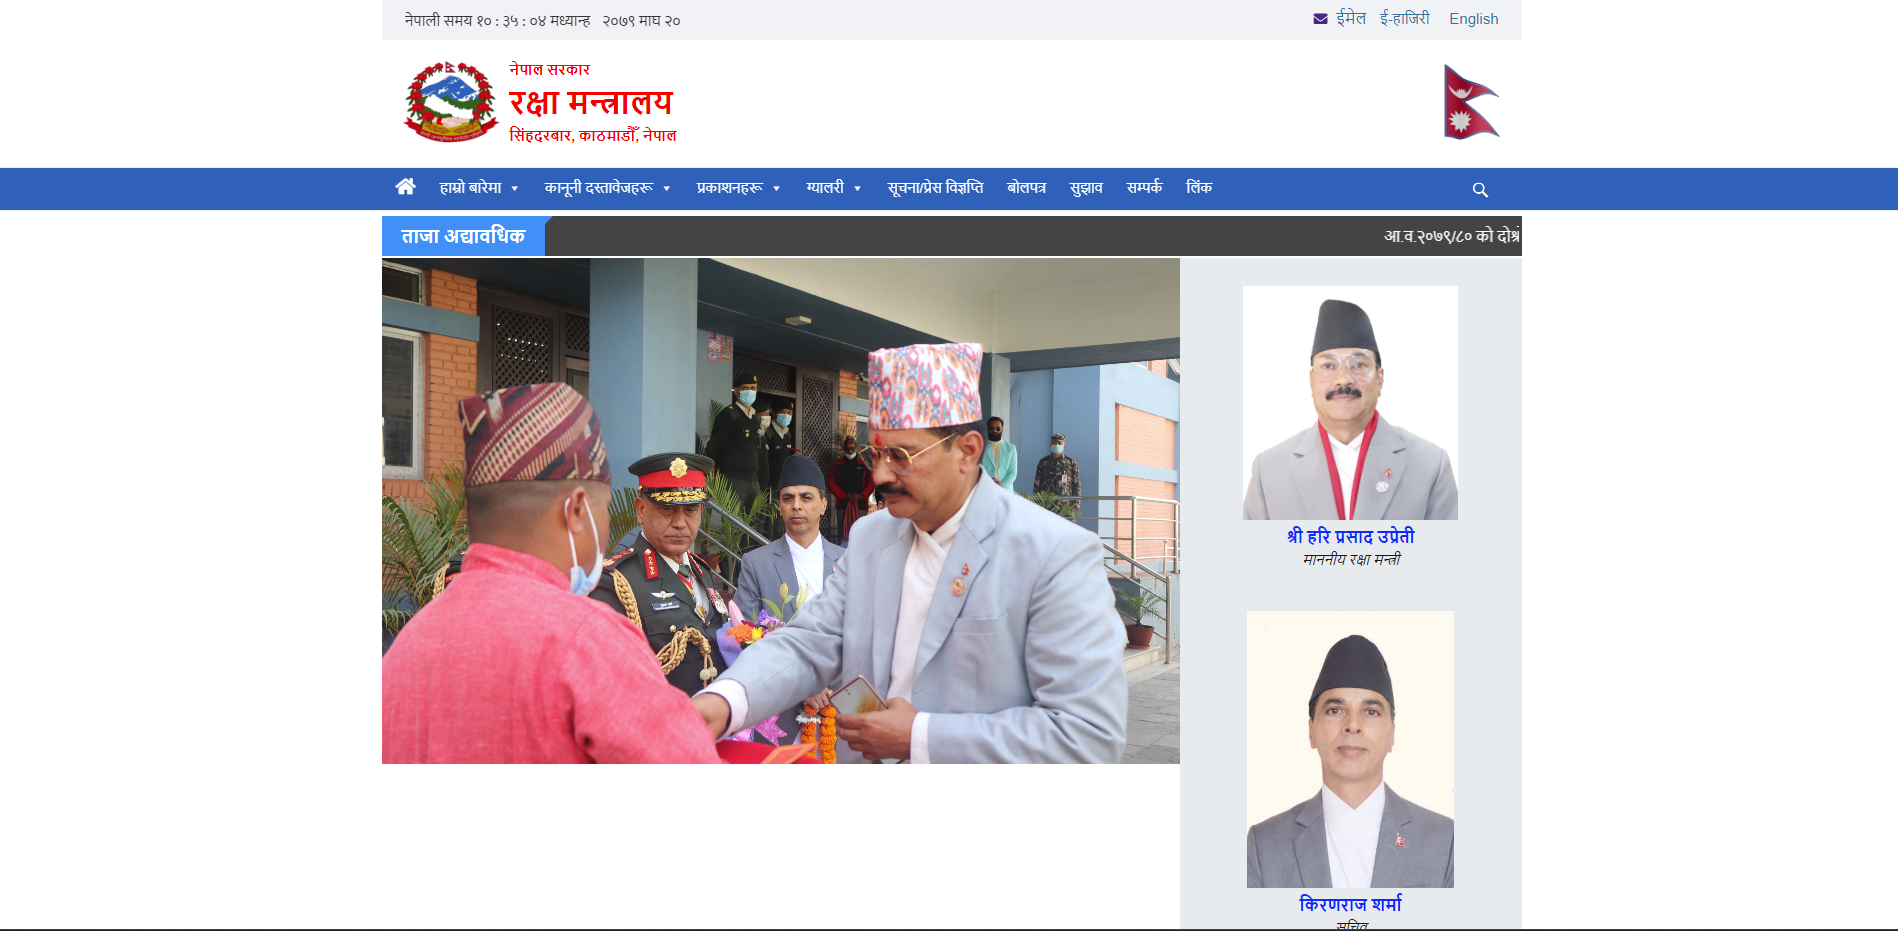 नेपाली समय १० : ३५ : ०४ मध्यान्ह २०७९ माघ २०
ईमेल ई-हाजिरी English
नेपाल सरकार
रक्षा मन्त्रालय
सिंहदरबार, काठमाडौँ, नेपाल
हाम्रो बारेमा कानूनी दस्तावेजहरू प्रकाशनहरू ग्यालरी सूचना/प्रेस विज्ञप्ति बोलपत्र सुझाव सम्पर्क लिंक
ताजा अद्यावधिक
आ.व.२०७९/८० को
श्री हरि प्रसाद उप्रेती
माननीय रक्षा मन्त्री
किरणराज शर्मा
सचिव